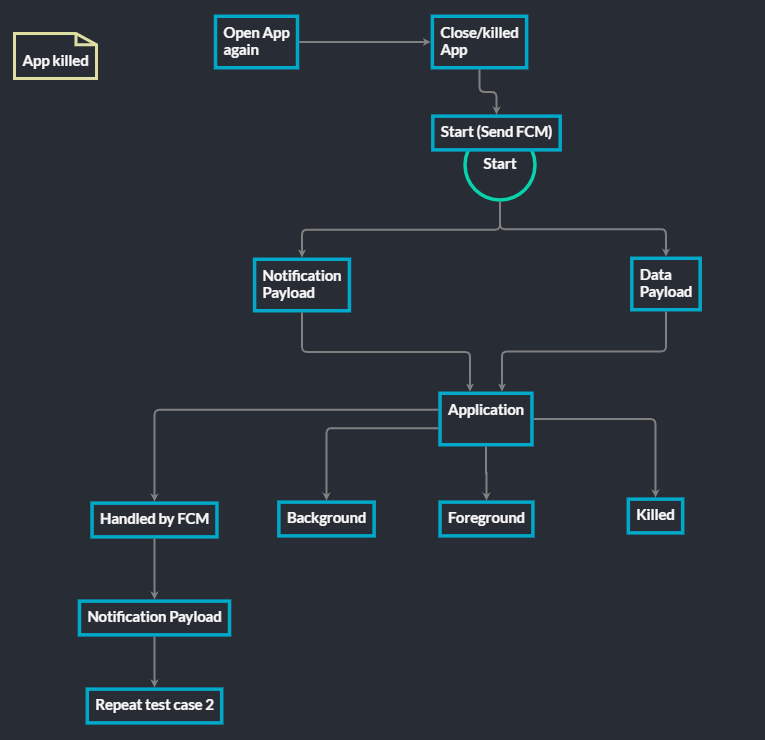 Open App
again
Close/killed
App
App killed
Start (Send FCM)
Start
Notification
Payload
Data
Payload
Application
Handled by FCM
Background
Foreground
Killed
Notification Payload
Repeat test case 2